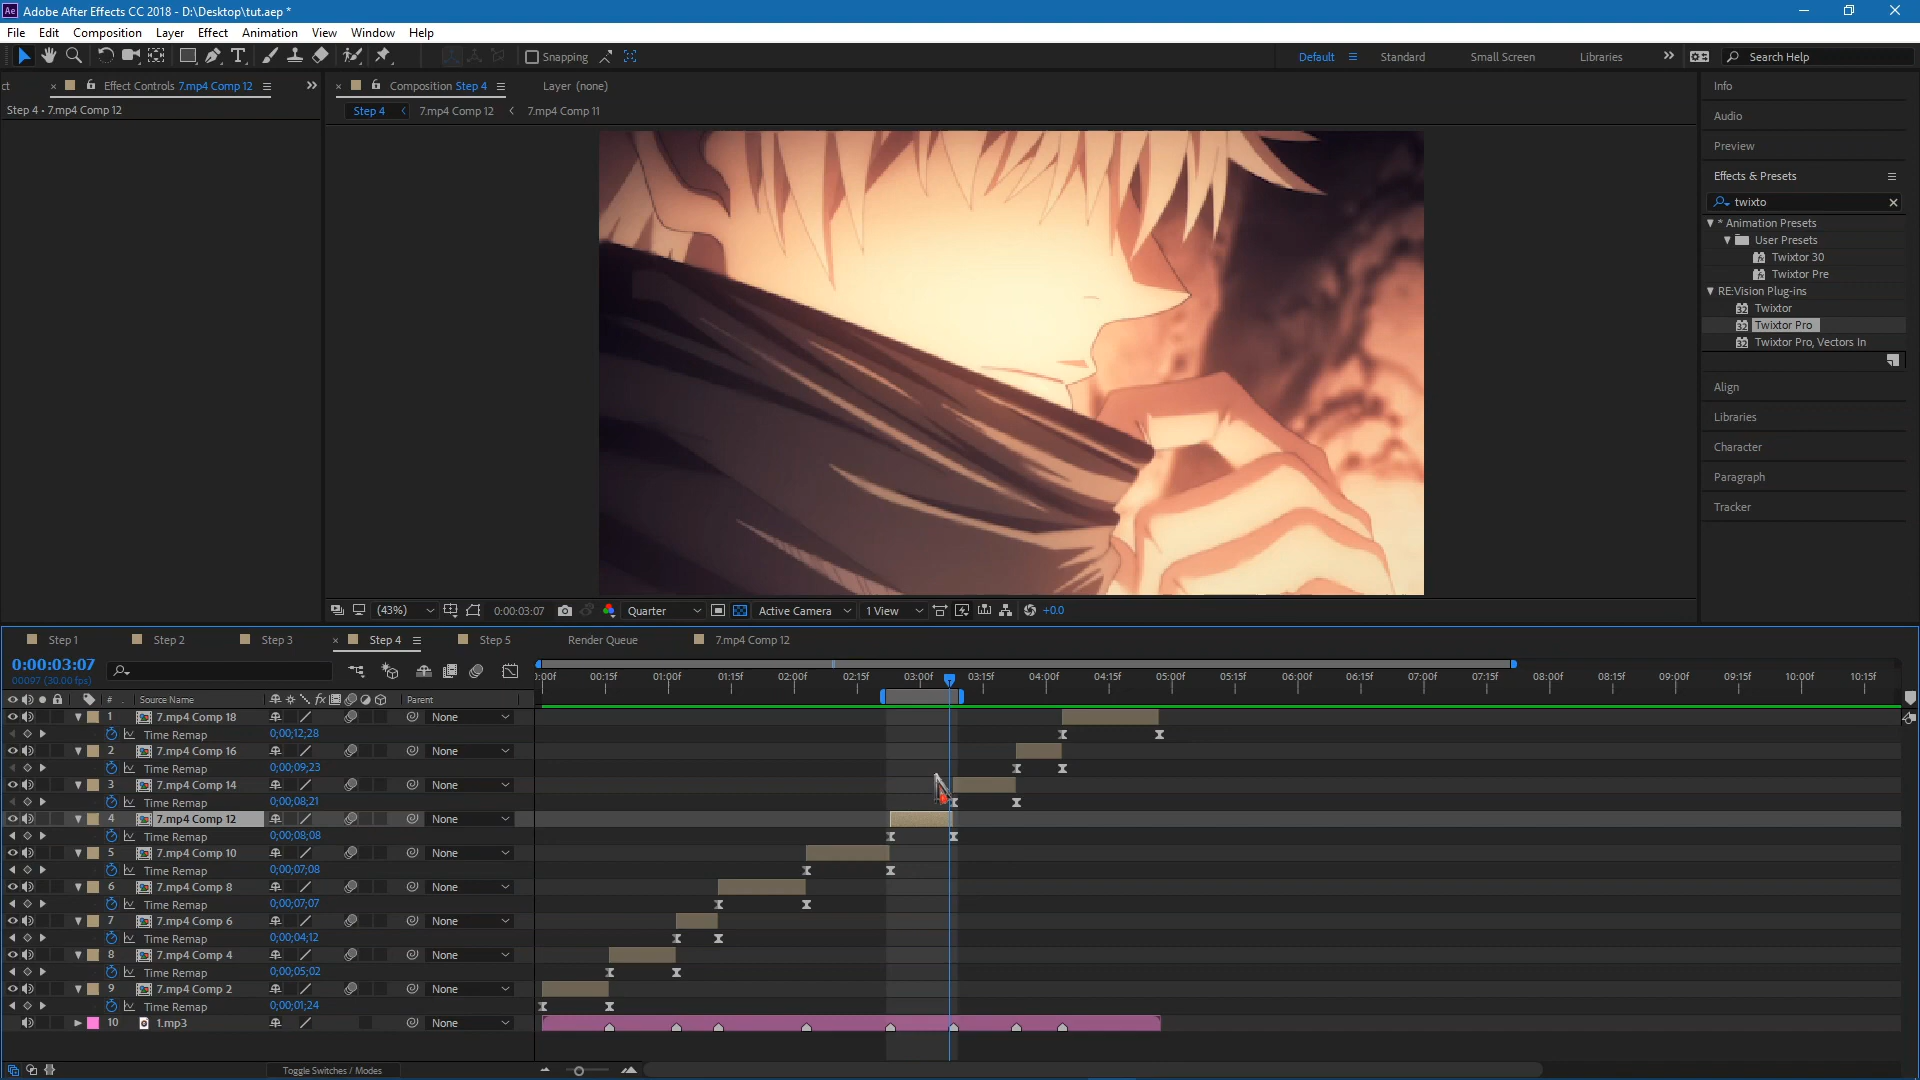 Adobe After Effects CC 2018 - D:\Desktop\tut.aep *
File Edit Composition Layer Effect Animation View Window Help
Snapping
Default Standard Small Screen Libraries Search Help
ct Effect Controls 7.mp4 Comp 12
Step 4 • 7.mp4 Comp 12
Composition Step 4 Layer (none)
Step 4 7.mp4 Comp 12 7.mp4 Comp 11
Info
Audio
Preview
Effects & Presets
twixto
* Animation Presets
User Presets
Twixtor 30
Twixtor Pre
RE:Vision Plug-ins
Twixtor
Twixtor Pro
Twixtor Pro, Vectors In
Align
Libraries
Character
Paragraph
Tracker
(43%) 0:00:03:07 Quarter Active Camera 1 View +0.0
Step 1 Step 2 Step 3 Step 4 Step 5 Render Queue 7.mp4 Comp 12
0:00:03:07
00097 (30.00 fps)
:00f 00:15f 01:00f 01:15f 02:00f 02:15f 03:00f 03:15f 04:00f 04:15f 05:00f 05:15f 06:00f 06:15f 07:00f 07:15f 08:00f 08:15f 09:00f 09:15f 10:00f 10:15f
# Source Name fx Parent
1 7.mp4 Comp 18 None
Time Remap 0;00;12;28
2 7.mp4 Comp 16 None
Time Remap 0;00;09;23
3 7.mp4 Comp 14 None
Time Remap 0;00;08;21
4 7.mp4 Comp 12 None
Time Remap 0;00;08;08
5 7.mp4 Comp 10 None
Time Remap 0;00;07;08
6 7.mp4 Comp 8 None
Time Remap 0;00;07;07
7 7.mp4 Comp 6 None
Time Remap 0;00;04;12
8 7.mp4 Comp 4 None
Time Remap 0;00;05;02
9 7.mp4 Comp 2 None
Time Remap 0;00;01;24
10 1.mp3 None
Toggle Switches / Modes